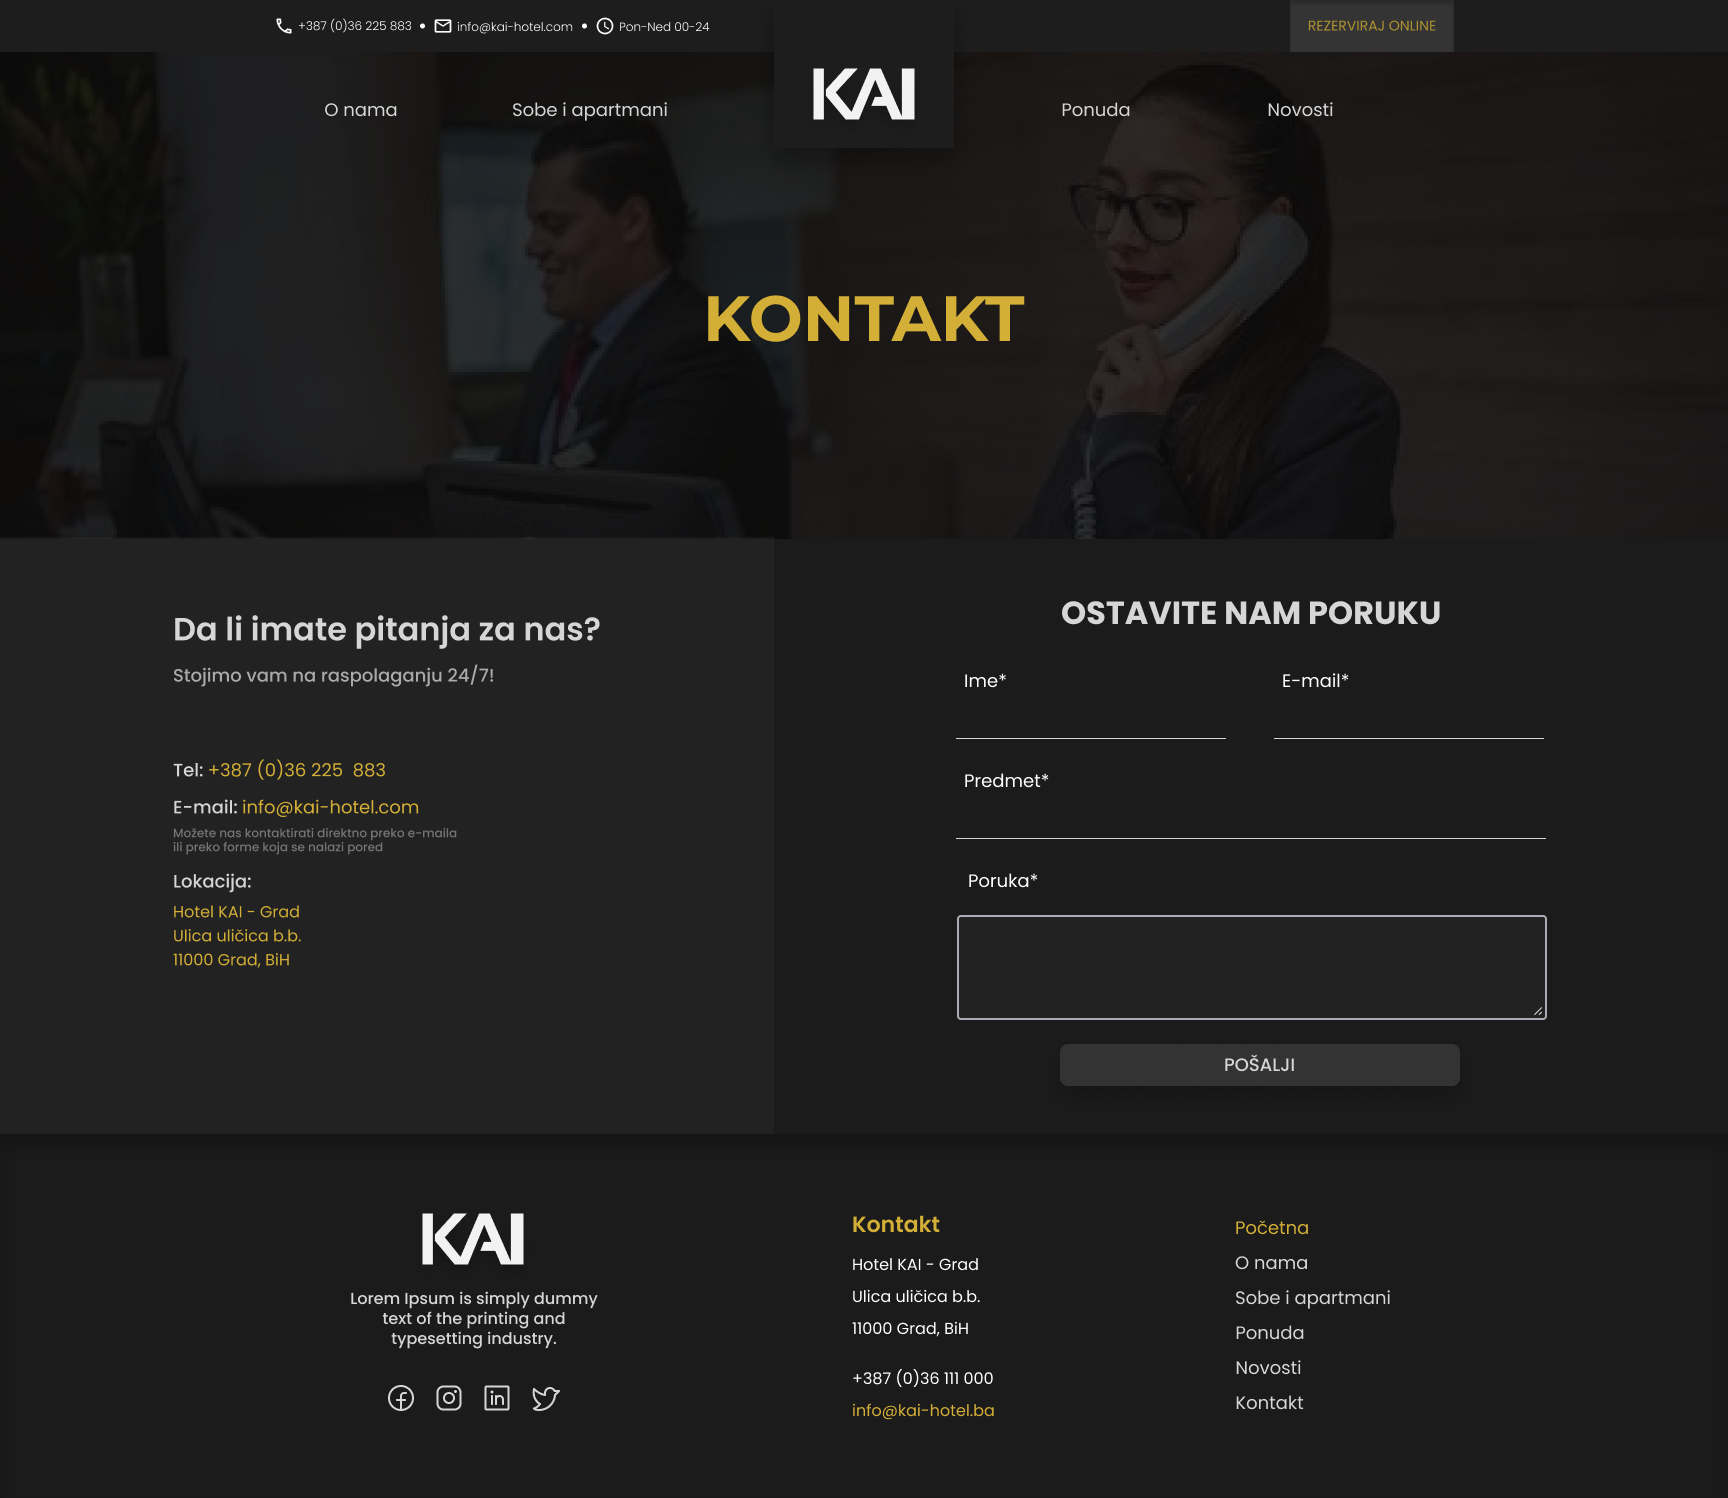 +387 (0)36 225 883 • info@kai-hotel.com • Pon-Ned 00-24
REZERVIRAJ ONLINE
O nama
Sobe i apartmani
KAI
Ponuda
Novosti
KONTAKT
Da li imate pitanja za nas?
Stojimo vam na raspolaganju 24/7!
Tel: +387 (0)36 225  883
E-mail: info@kai-hotel.com
Možete nas kontaktirati direktno preko e-maila
ili preko forme koja se nalazi pored
Lokacija:
Hotel KAI - Grad
Ulica uličica b.b.
11000 Grad, BiH
OSTAVITE NAM PORUKU
Ime*
E-mail*
Predmet*
Poruka*
POŠALJI
KAI
Lorem Ipsum is simply dummy
text of the printing and
typesetting industry.
Kontakt
Hotel KAI - Grad
Ulica uličica b.b.
11000 Grad, BiH
+387 (0)36 111 000
info@kai-hotel.ba
Početna
O nama
Sobe i apartmani
Ponuda
Novosti
Kontakt